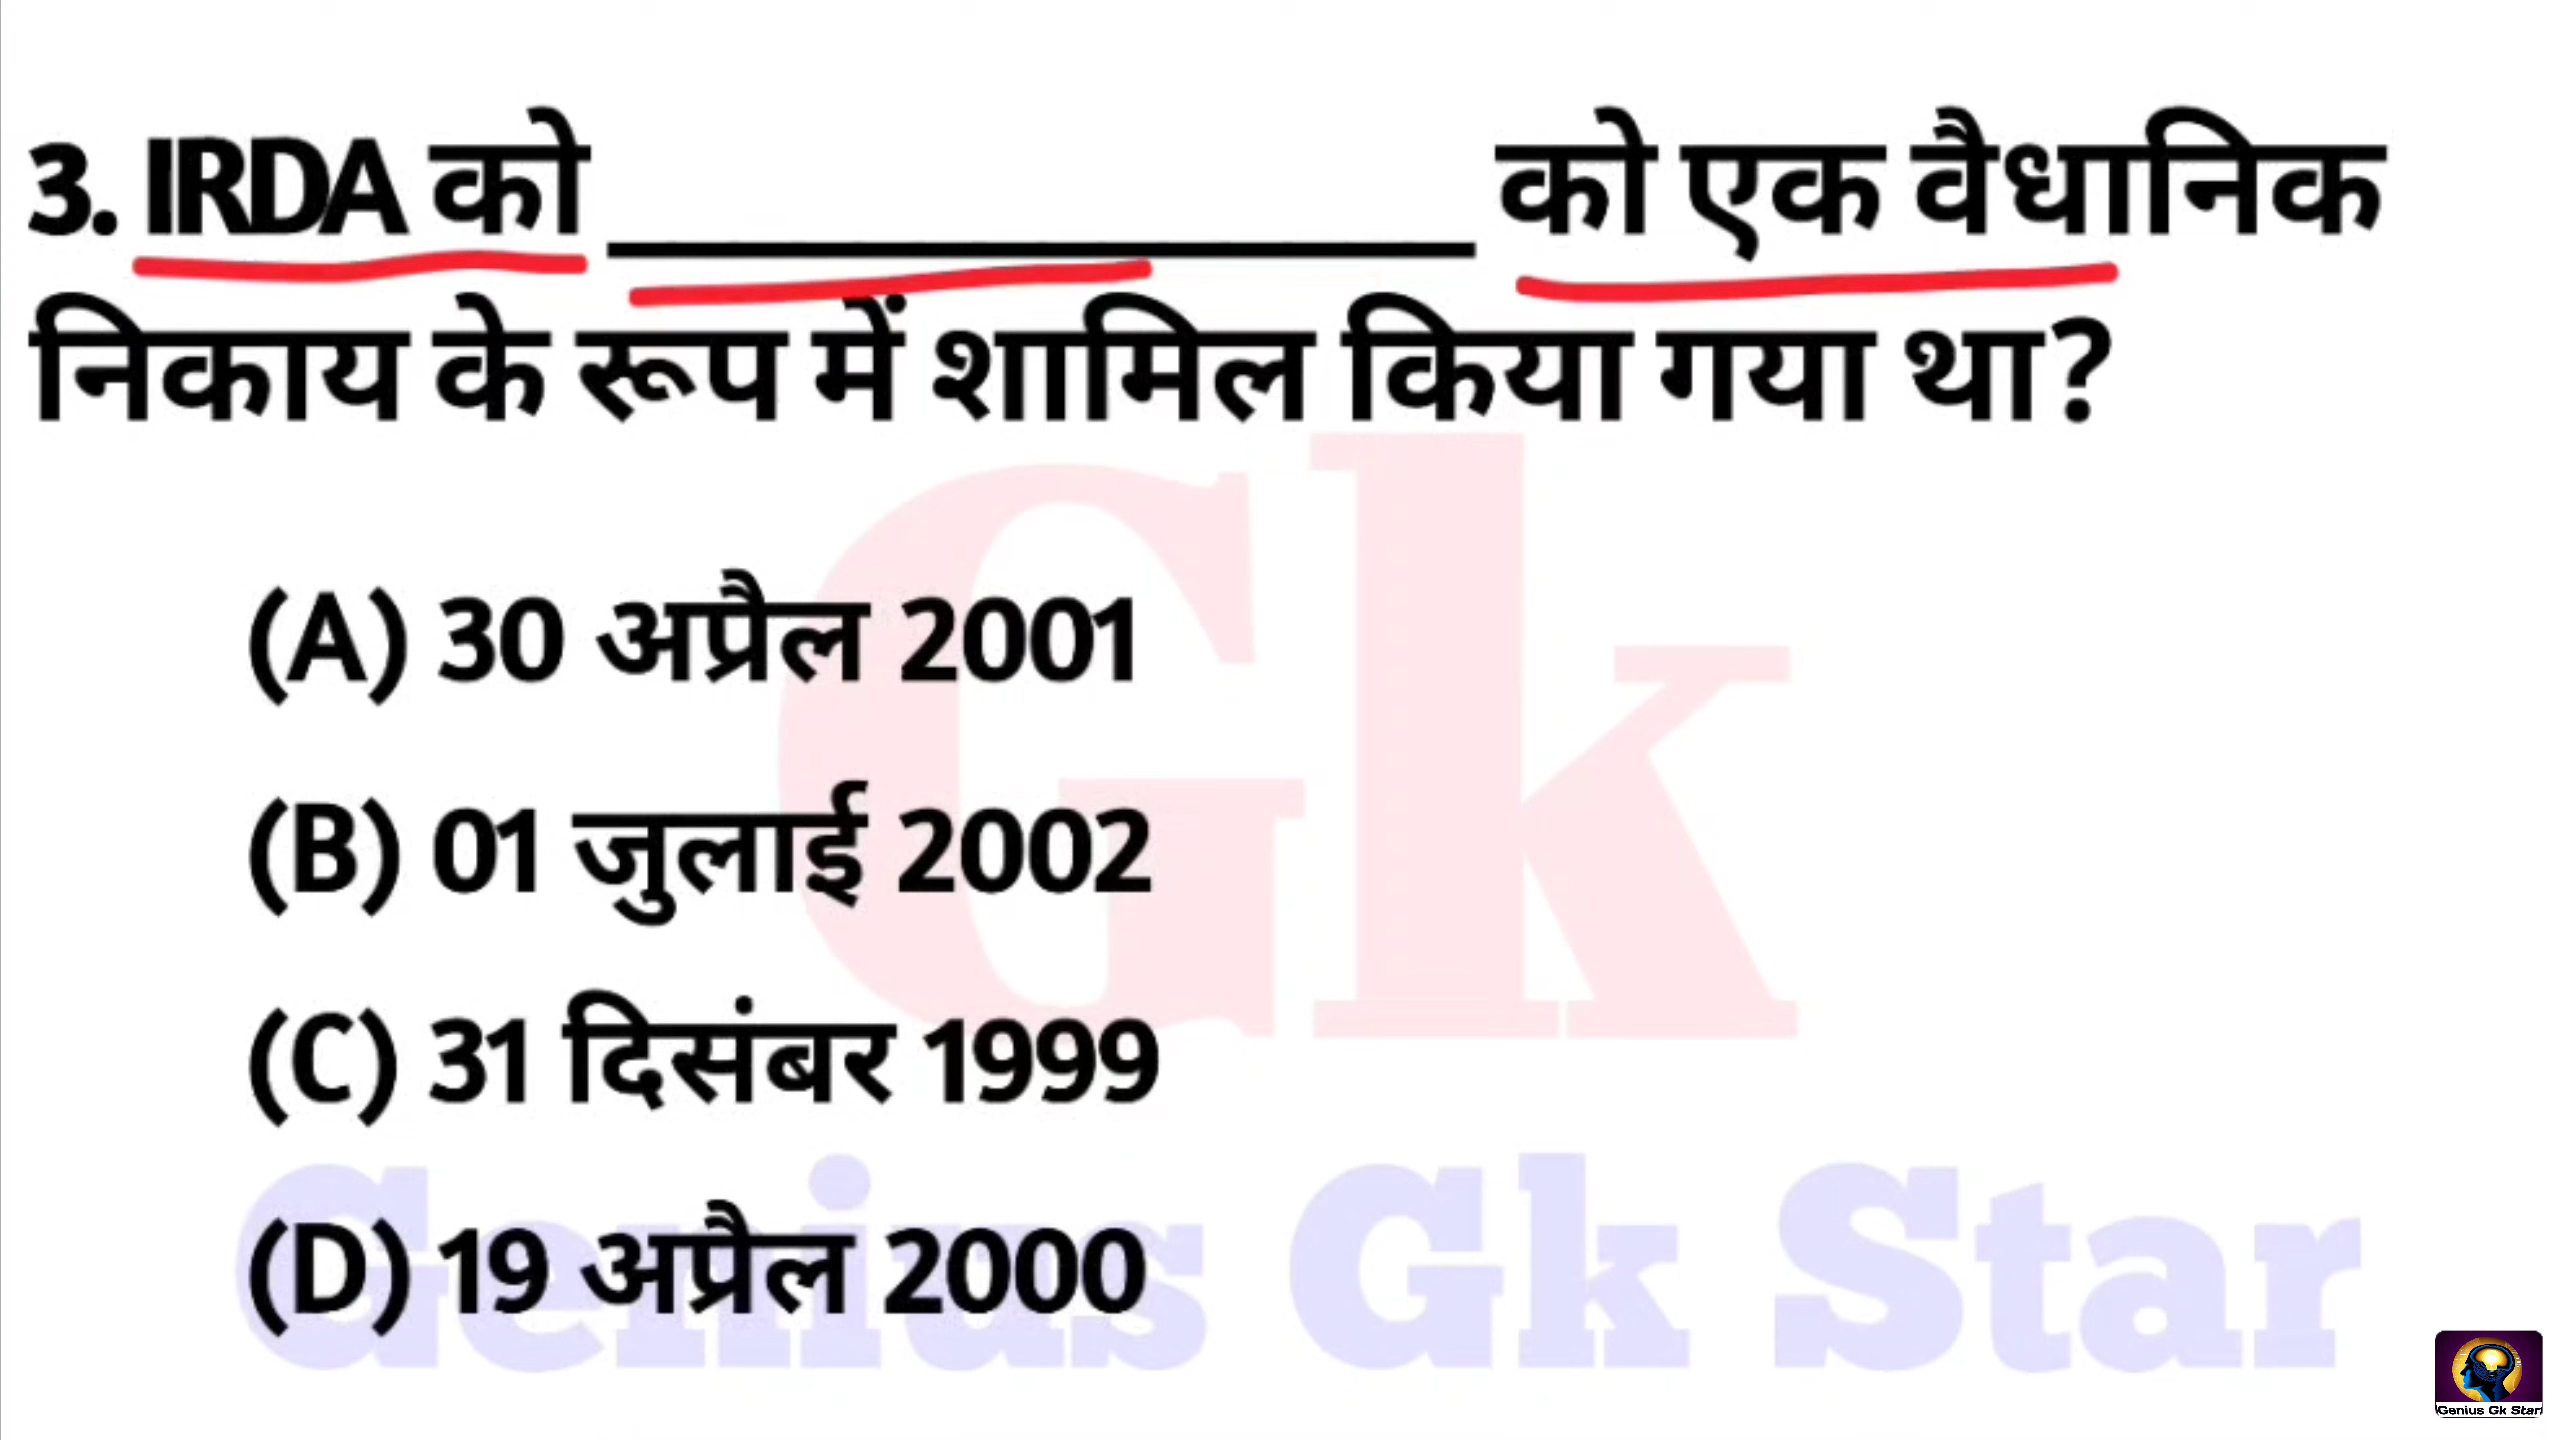 3. IRDA को ____________ को एक वैधानिक
निकाय के रूप में शामिल किया गया था?
Gk
(A) 30 अप्रैल 2001
(B) 01 जुलाई 2002
(C) 31 दिसंबर 1999
(D) 19 अप्रैल 2000
Genius Gk Star
Genius Gk Star